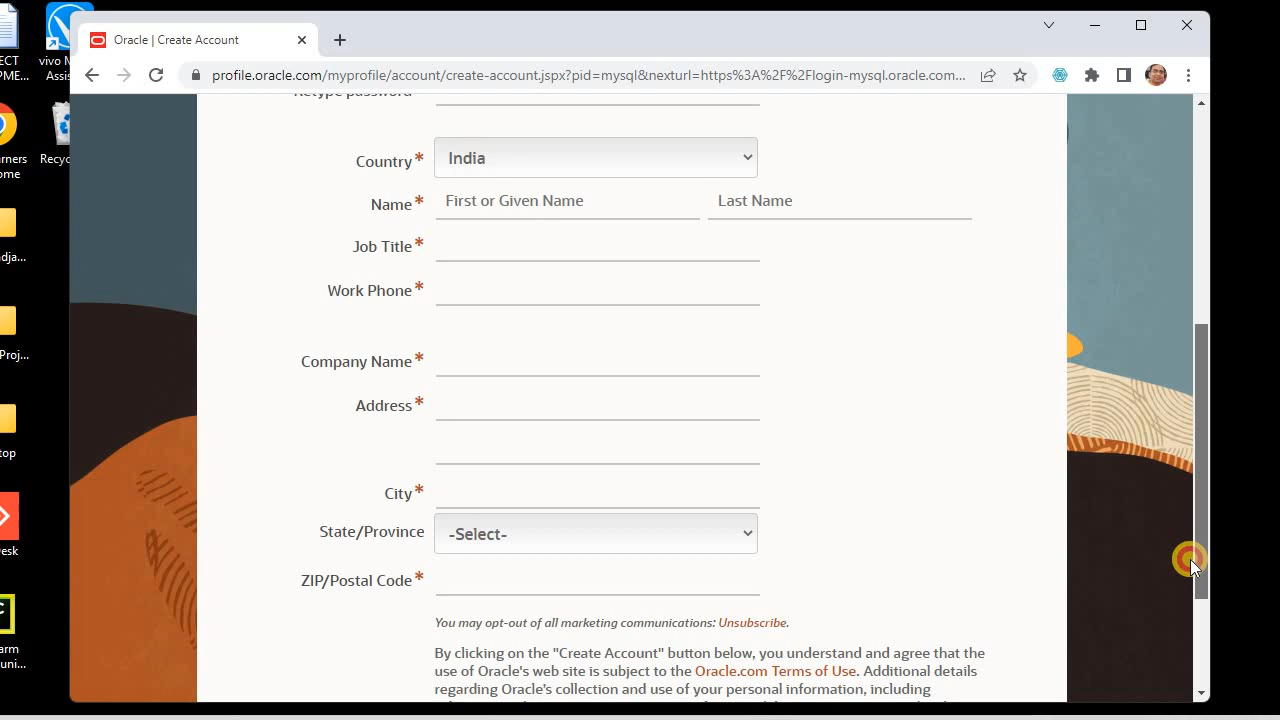 Oracle | Create Account
profile.oracle.com/myprofile/account/create-account.jspx?pid=mysql&nexturl=https%3A%2F%2Flogin-mysql.oracle.com...
ECT
PME...
vivo M
Assis
Recyc
rners
ome
dja...
Proj...
top
esk
arm
uni...
Retype password
Country* India
Name* First or Given Name Last Name
Job Title*
Work Phone*
Company Name*
Address*
City*
State/Province -Select-
ZIP/Postal Code*
You may opt-out of all marketing communications: Unsubscribe.
By clicking on the "Create Account" button below, you understand and agree that the
use of Oracle's web site is subject to the Oracle.com Terms of Use. Additional details
regarding Oracle's collection and use of your personal information, including